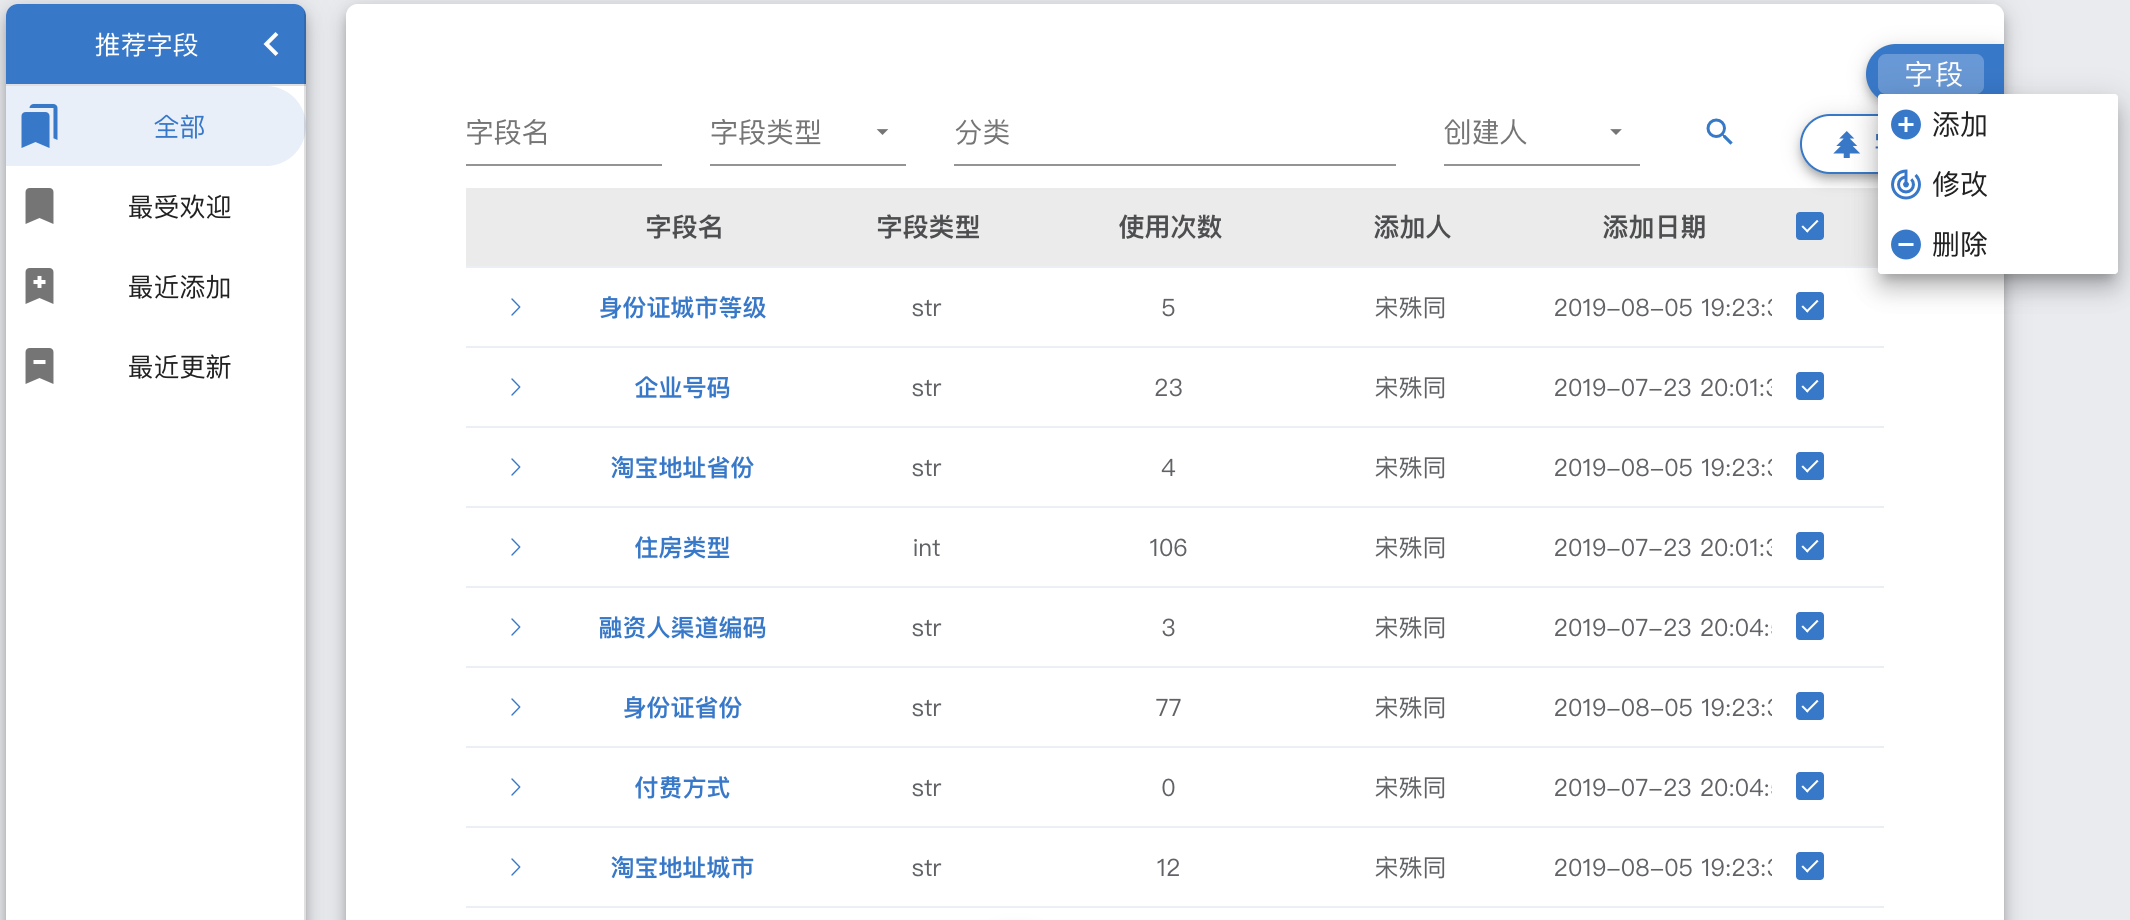 推荐字段
全部
最受欢迎
最近添加
最近更新
字段
添加
修改
删除
字段名 字段类型 分类 创建人
字段名 字段类型 使用次数 添加人 添加日期
身份证城市等级 str 5 宋殊同 2019-08-05 19:23:
企业号码 str 23 宋殊同 2019-07-23 20:01:
淘宝地址省份 str 4 宋殊同 2019-08-05 19:23:
住房类型 int 106 宋殊同 2019-07-23 20:01:
融资人渠道编码 str 3 宋殊同 2019-07-23 20:04:
身份证省份 str 77 宋殊同 2019-08-05 19:23:
付费方式 str 0 宋殊同 2019-07-23 20:04:
淘宝地址城市 str 12 宋殊同 2019-08-05 19:23: